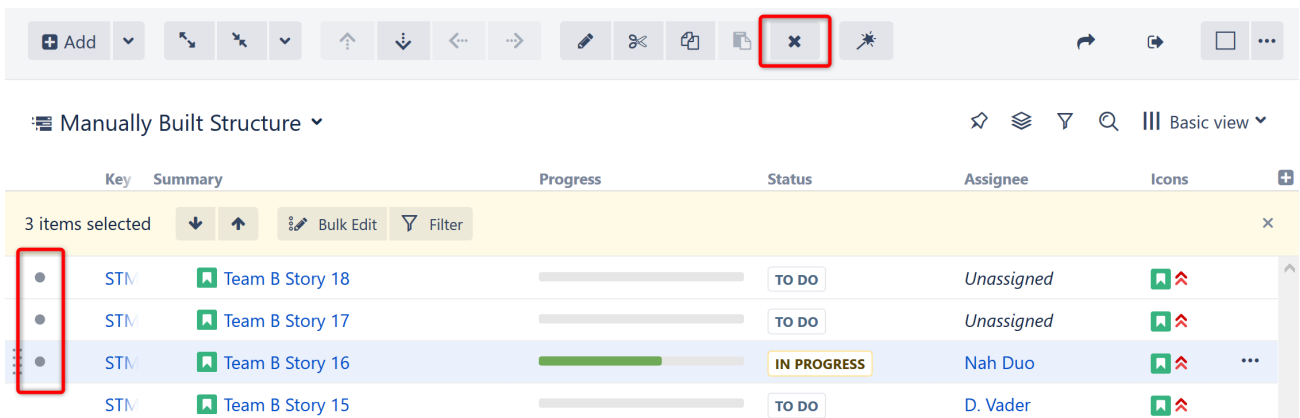 Add
Manually Built Structure
Basic view
Key Summary Progress Status Assignee Icons
3 items selected Bulk Edit Filter
Team B Story 18 TO DO Unassigned
Team B Story 17 TO DO Unassigned
Team B Story 16 IN PROGRESS Nah Duo
Team B Story 15 TO DO D. Vader